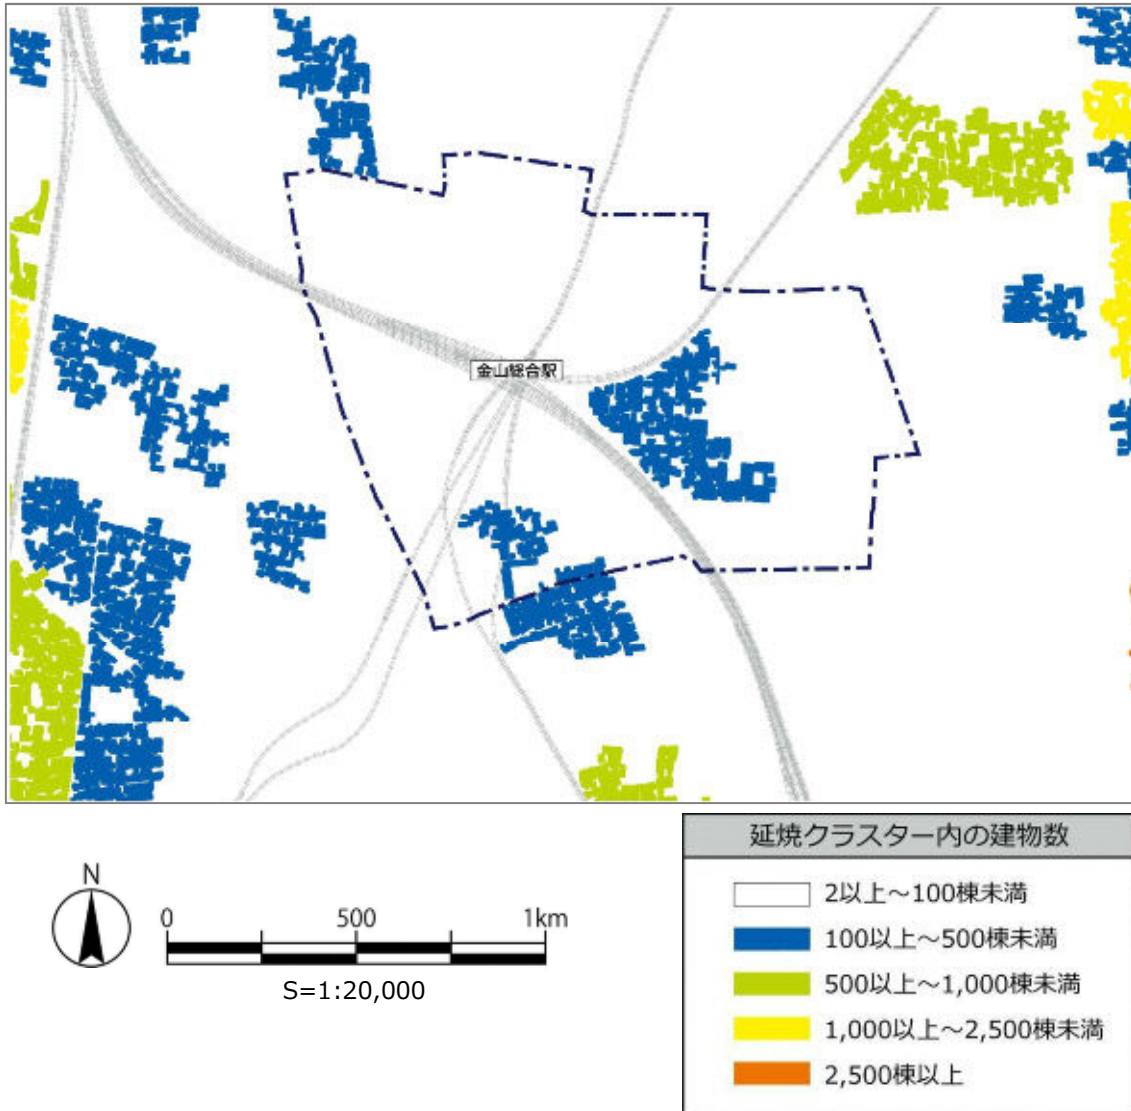 金山総合駅
N
0 500 1km
S=1:20,000
延焼クラスター内の建物数
2以上～100棟未満
100以上～500棟未満
500以上～1,000棟未満
1,000以上～2,500棟未満
2,500棟以上